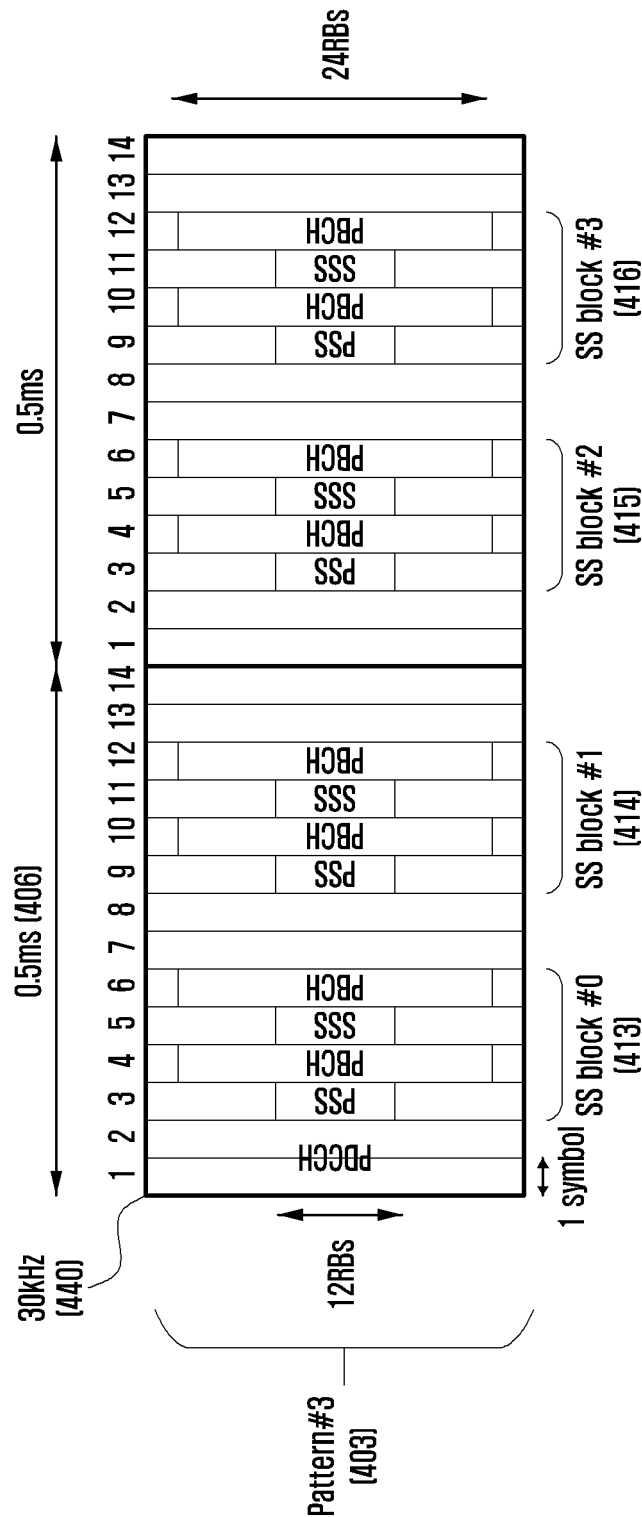 Pattern#3
(403)
30kHz
(440)
0.5ms (406)
0.5ms
1 2 3 4 5 6 7 8 9 10 11 12 13 14 1 2 3 4 5 6 7 8 9 10 11 12 13 14
12RBs
24RBs
PDCCH PSS PBCH SSS PBCH PSS PBCH SSS PBCH PSS PBCH SSS PBCH PSS PBCH SSS PBCH
1 symbol
SS block #0
(413)
SS block #1
(414)
SS block #2
(415)
SS block #3
(416)